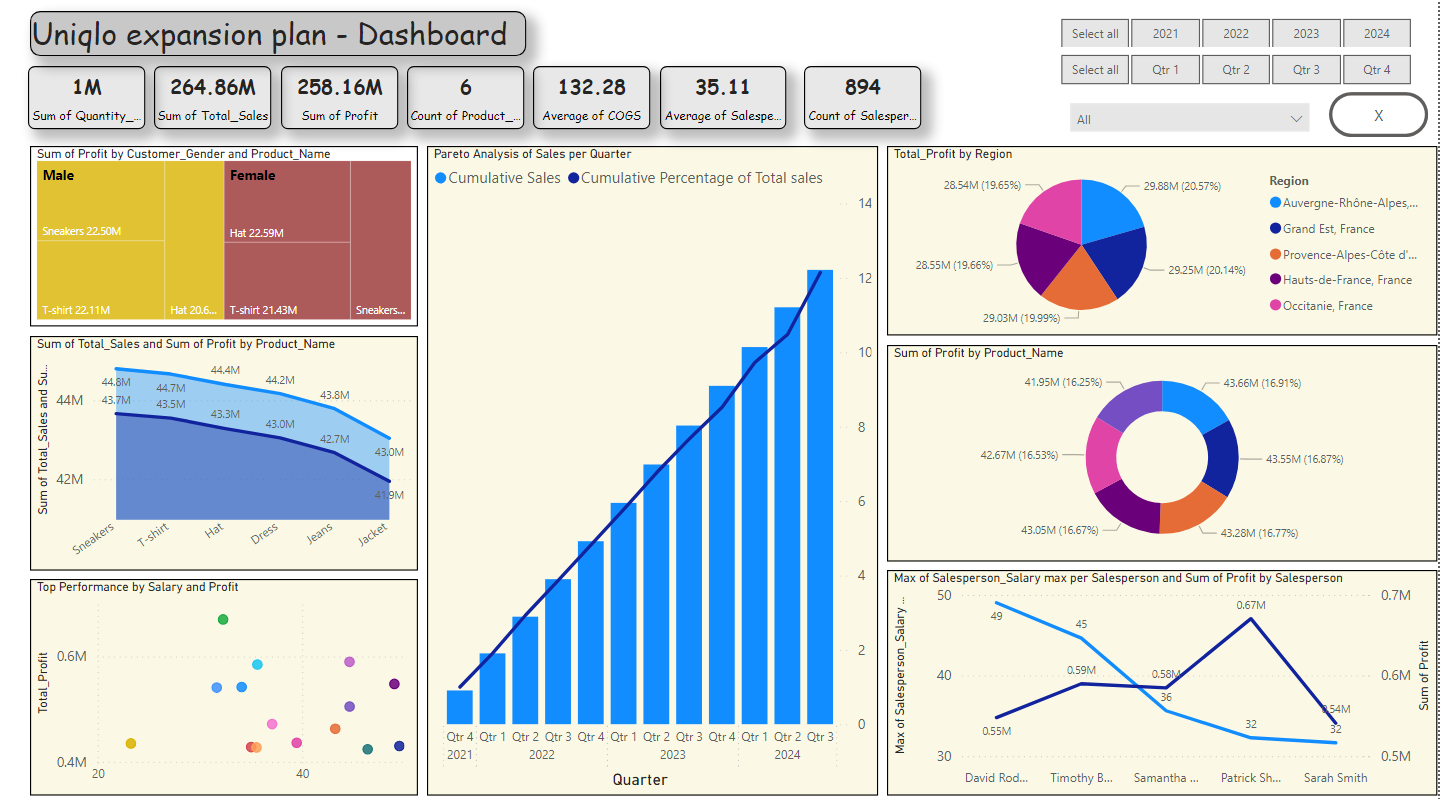 Uniqlo expansion plan - Dashboard
Select all 2021 2022 2023 2024
Select all Qtr 1 Qtr 2 Qtr 3 Qtr 4
All
X
1M
Sum of Quantity_...
264.86M
Sum of Total_Sales
258.16M
Sum of Profit
6
Count of Product_...
132.28
Average of COGS
35.11
Average of Salespe...
894
Count of Salesper...
Sum of Profit by Customer_Gender and Product_Name
Male
Sneakers 22.50M
T-shirt 22.11M
Hat 20.6...
Female
Hat 22.59M
T-shirt 21.43M
Sneakers...
Sum of Total_Sales and Sum of Profit by Product_Name
Sum of Total_Sales and Su...
44M
42M
44.8M
44.7M
44.4M
44.2M
43.8M
43.0M
43.7M
43.5M
43.3M
43.0M
42.7M
41.9M
Sneakers
T-shirt
Hat
Dress
Jeans
Jacket
Top Performance by Salary and Profit
Total_Profit
0.6M
0.4M
20
40
Pareto Analysis of Sales per Quarter
Cumulative Sales
Cumulative Percentage of Total sales
14
12
10
8
6
4
2
0
Qtr 4 Qtr 1 Qtr 2 Qtr 3 Qtr 4 Qtr 1 Qtr 2 Qtr 3 Qtr 4 Qtr 1 Qtr 2 Qtr 3
2021 2022 2023 2024
Quarter
Total_Profit by Region
28.54M (19.65%)
29.88M (20.57%)
28.55M (19.66%)
29.25M (20.14%)
29.03M (19.99%)
Region
Auvergne-Rhône-Alpes,...
Grand Est, France
Provence-Alpes-Côte d'...
Hauts-de-France, France
Occitanie, France
Sum of Profit by Product_Name
41.95M (16.25%)
43.66M (16.91%)
42.67M (16.53%)
43.55M (16.87%)
43.05M (16.67%)
43.28M (16.77%)
Max of Salesperson_Salary max per Salesperson and Sum of Profit by Salesperson
Max of Salesperson_Salary ...
50
40
30
49
45
36
32
32
0.55M
0.59M
0.58M
0.67M
0.54M
0.7M
0.6M
0.5M
Sum of Profit
David Rod...
Timothy B...
Samantha ...
Patrick Sh...
Sarah Smith